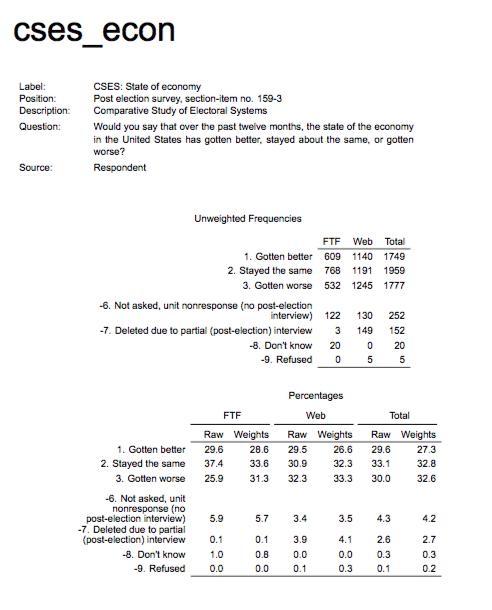 cses_econ
Label: CSES: State of economy
Position: Post election survey, section-item no. 159-3
Description: Comparative Study of Electoral Systems
Question: Would you say that over the past twelve months, the state of the economy
in the United States has gotten better, stayed about the same, or gotten
worse?
Source: Respondent
Unweighted Frequencies
FTF Web Total
1. Gotten better 609 1140 1749
2. Stayed the same 768 1191 1959
3. Gotten worse 532 1245 1777
-6. Not asked, unit nonresponse (no post-election
interview) 122 130 252
-7. Deleted due to partial (post-election) interview 3 149 152
-8. Don't know 20 0 20
-9. Refused 0 5 5
Percentages
FTF Web Total
Raw Weights Raw Weights Raw Weights
1. Gotten better 29.6 28.6 29.5 26.6 29.6 27.3
2. Stayed the same 37.4 33.6 30.9 32.3 33.1 32.8
3. Gotten worse 25.9 31.3 32.3 33.3 30.0 32.6
-6. Not asked, unit
nonresponse (no
post-election interview) 5.9 5.7 3.4 3.5 4.3 4.2
-7. Deleted due to partial
(post-election) interview 0.1 0.1 3.9 4.1 2.6 2.7
-8. Don't know 1.0 0.8 0.0 0.0 0.3 0.3
-9. Refused 0.0 0.0 0.1 0.3 0.1 0.2